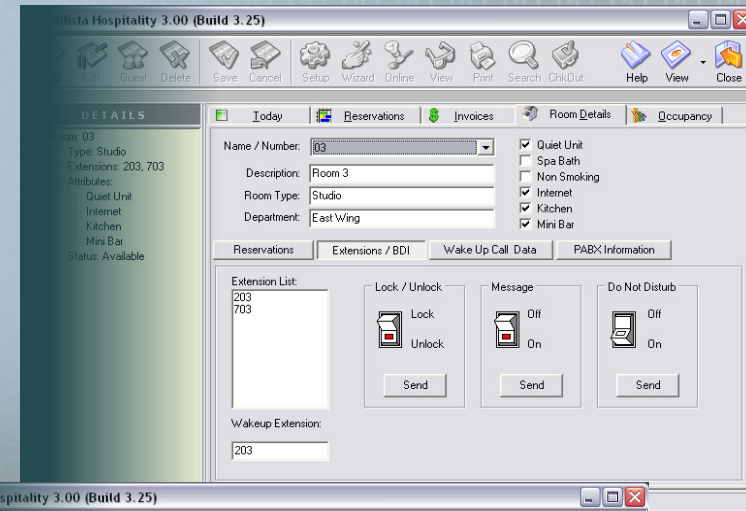 Hospitality 3.00 (Build 3.25)
Edit Guest Delete Save Cancel Setup Wizard Online View Print Search ChkOut Help View Close
DETAILS
Today Reservations Invoices Room Details Occupancy
Room: 03
Type: Studio
Extensions: 203, 703
Attributes:
Quiet Unit
Internet
Kitchen
Mini Bar
Status: Available
Name / Number: 03
Description: Room 3
Room Type: Studio
Department: East Wing
Quiet Unit
Spa Bath
Non Smoking
Internet
Kitchen
Mini Bar
Reservations Extensions / BDI Wake Up Call Data PABX Information
Extension List:
203
703
Wakeup Extension:
203
Lock / Unlock
Lock
Unlock
Send
Message
Off
On
Send
Do Not Disturb
Off
On
Send
spitality 3.00 (Build 3.25)